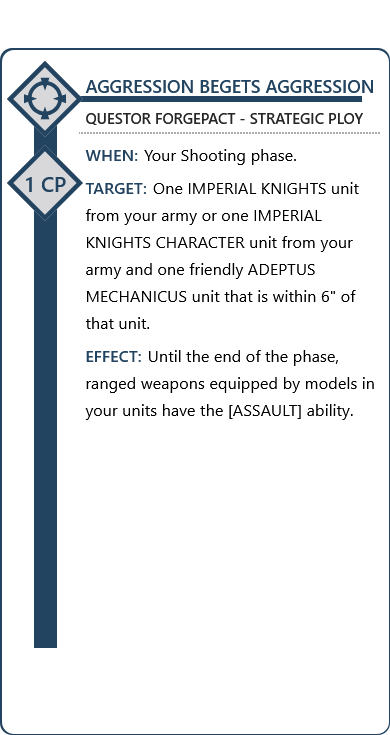 AGGRESSION BEGETS AGGRESSION
QUESTOR FORGEPACT - STRATEGIC PLOY
WHEN: Your Shooting phase.
1 CP
TARGET: One IMPERIAL KNIGHTS unit
from your army or one IMPERIAL
KNIGHTS CHARACTER unit from your
army and one friendly ADEPTUS
MECHANICUS unit that is within 6" of
that unit.
EFFECT: Until the end of the phase,
ranged weapons equipped by models in
your units have the [ASSAULT] ability.